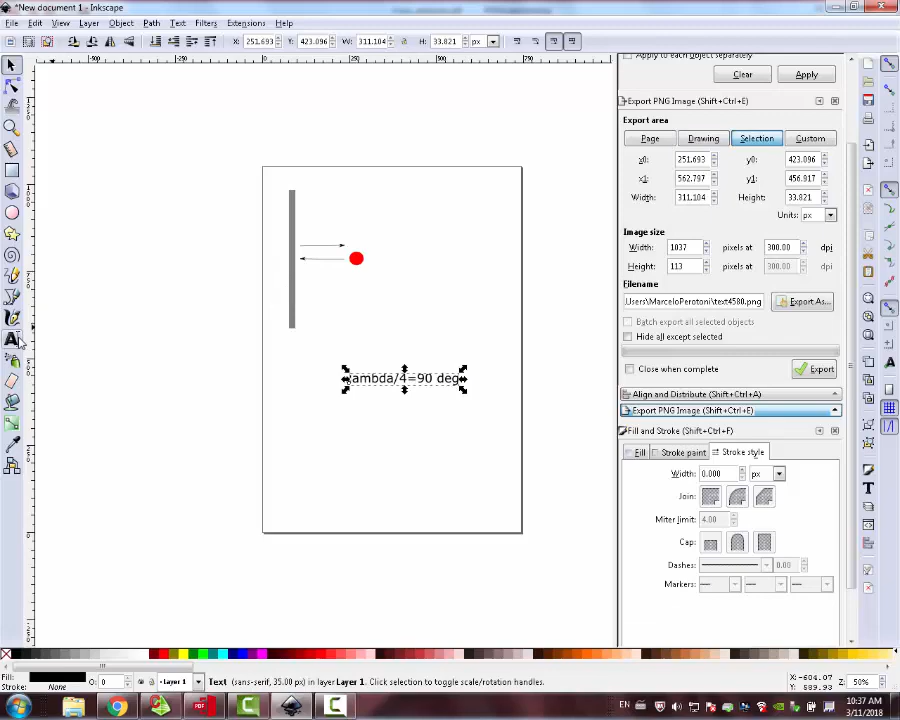 *New document 1 - Inkscape
File Edit View Layer Object Path Text Filters Extensions Help
X: 251.693 Y: 423.096 W: 311.104 H: 33.821 px
Apply to each object separately
Clear Apply
Export PNG Image (Shift+Ctrl+E)
Export area
Page Drawing Selection Custom
x0: 251.693 y0: 423.096
x1: 562.797 y1: 456.917
Width: 311.104 Height: 33.821
Units: px
Image size
Width: 1037 pixels at 300.00 dpi
Height: 113 pixels at 300.00 dpi
Filename
Users\MarceloPerotoni\text4580.png Export As...
Batch export all selected objects
Hide all except selected
Close when complete Export
Align and Distribute (Shift+Ctrl+A)
Export PNG Image (Shift+Ctrl+E)
Fill and Stroke (Shift+Ctrl+F)
Fill Stroke paint Stroke style
Width: 0.000 px
Join:
Miter limit: 4.00
Cap:
Dashes: 0.00
Markers:
lambda/4=90 deg
Fill: O: 0 Layer 1 Text (sans-serif, 35.00 px) in layer Layer 1. Click selection to toggle scale/rotation handles. X: -604.07 Z: 50%
Stroke: None Y: 589.93
EN 10:37 AM
3/11/2018